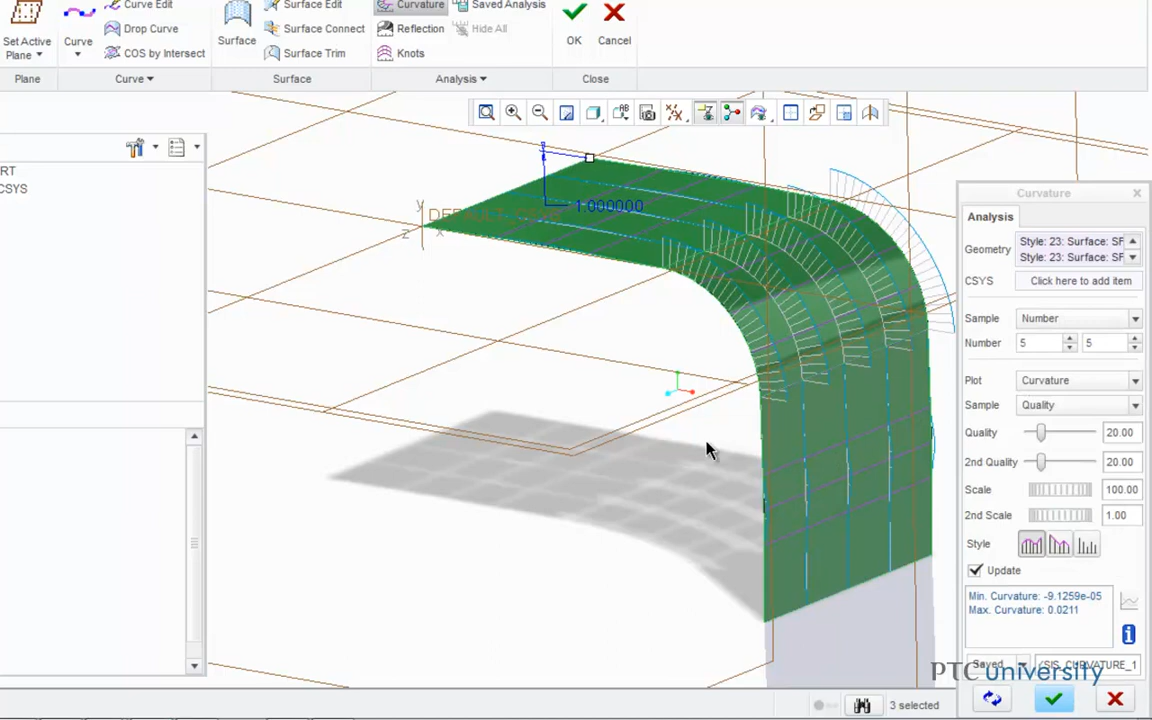 Curve Edit
Surface Edit
Curvature
Saved Analysis
Set Active
Plane
Curve
Drop Curve
COS by Intersect
Surface
Surface Connect
Surface Trim
Reflection
Hide All
Knots
OK
Cancel
Plane
Curve
Surface
Analysis
Close
RT
CSYS
1.000000
y
z
x
Curvature
Analysis
Geometry
Style: 23: Surface: SF
Style: 23: Surface: SF
CSYS
Click here to add item
Sample
Number
Number
5
5
Plot
Curvature
Sample
Quality
Quality
20.00
2nd Quality
20.00
Scale
100.00
2nd Scale
1.00
Style
Update
Min. Curvature: -9.1259e-05
Max. Curvature: 0.0211
Saved
SIS_CURVATURE_1
PTC university
3 selected